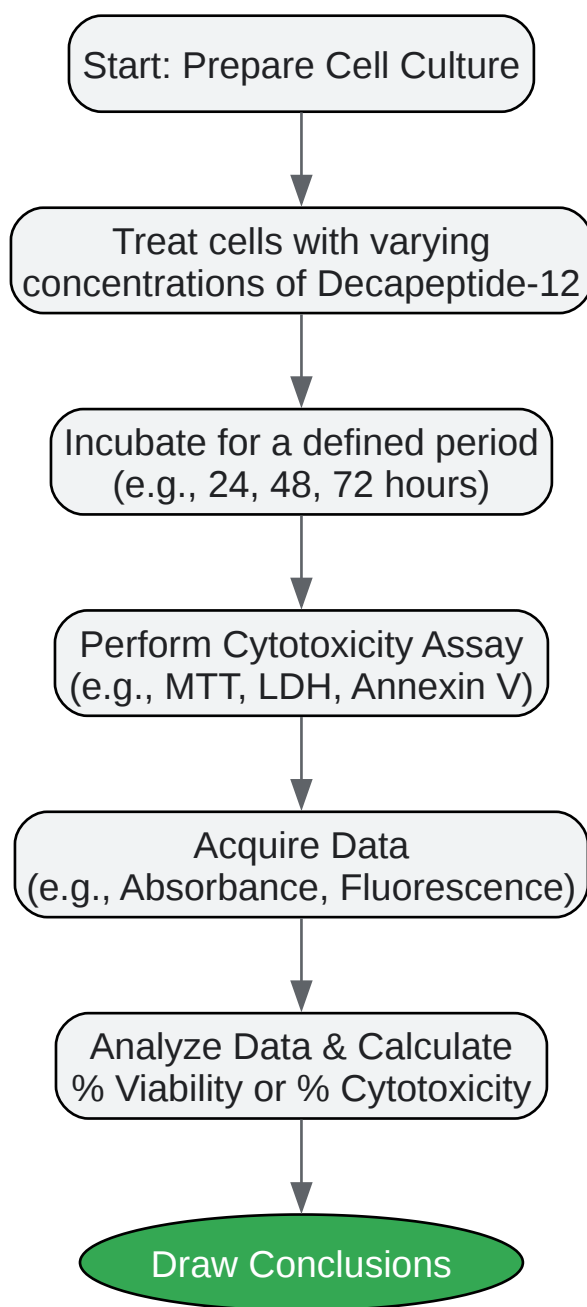 Start: Prepare Cell Culture
Treat cells with varying
concentrations of Decapeptide-12
Incubate for a defined period
(e.g., 24, 48, 72 hours)
Perform Cytotoxicity Assay
(e.g., MTT, LDH, Annexin V)
Acquire Data
(e.g., Absorbance, Fluorescence)
Analyze Data & Calculate
% Viability or % Cytotoxicity
Draw Conclusions